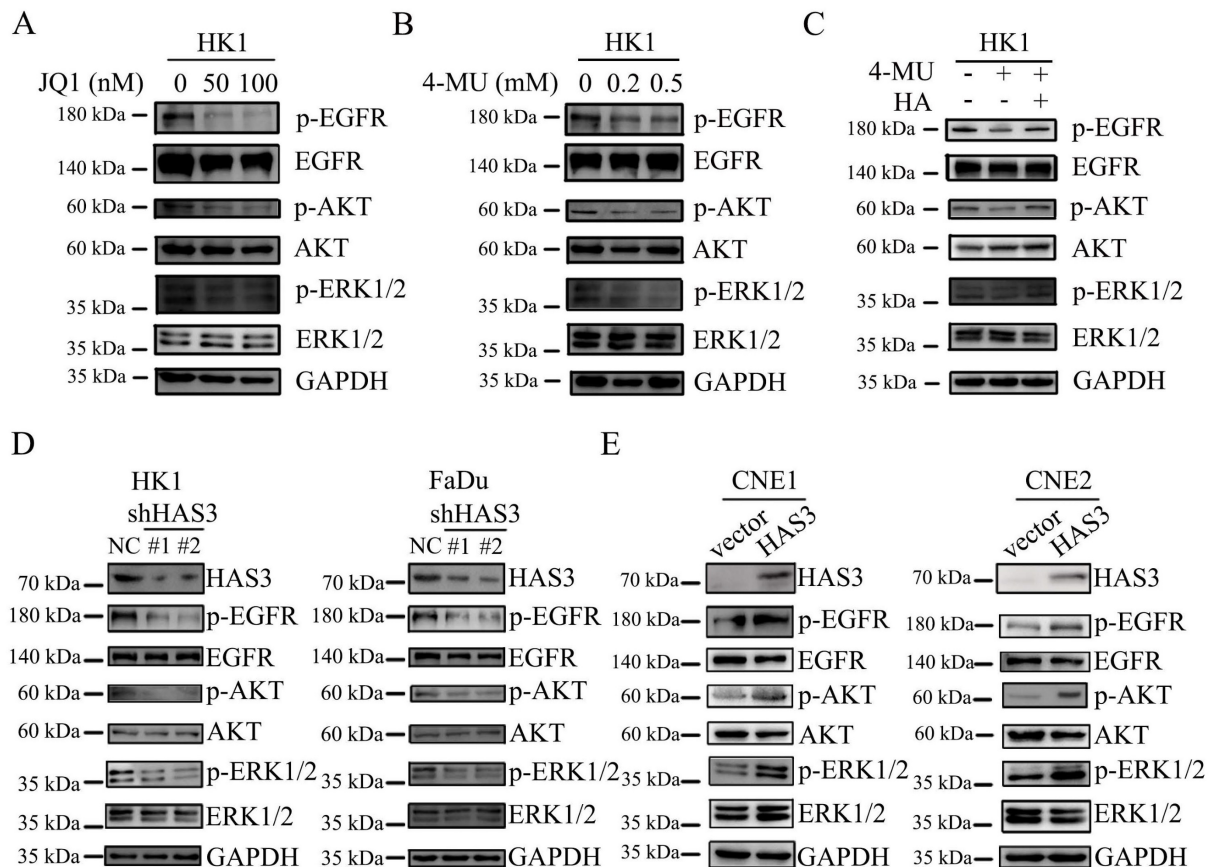 A
HK1
JQ1 (nM) 0 50 100
180 kDa p-EGFR
140 kDa EGFR
60 kDa p-AKT
60 kDa AKT
35 kDa p-ERK1/2
35 kDa ERK1/2
35 kDa GAPDH
B
HK1
4-MU (mM) 0 0.2 0.5
180 kDa p-EGFR
140 kDa EGFR
60 kDa p-AKT
60 kDa AKT
35 kDa p-ERK1/2
35 kDa ERK1/2
35 kDa GAPDH
C
HK1
4-MU - + +
HA - - +
180 kDa p-EGFR
140 kDa EGFR
60 kDa p-AKT
60 kDa AKT
35 kDa p-ERK1/2
35 kDa ERK1/2
35 kDa GAPDH
D
HK1
shHAS3
NC #1 #2
70 kDa HAS3
180 kDa p-EGFR
140 kDa EGFR
60 kDa p-AKT
60 kDa AKT
35 kDa p-ERK1/2
35 kDa ERK1/2
35 kDa GAPDH
FaDu
shHAS3
NC #1 #2
70 kDa HAS3
180 kDa p-EGFR
140 kDa EGFR
60 kDa p-AKT
60 kDa AKT
35 kDa p-ERK1/2
35 kDa ERK1/2
35 kDa GAPDH
E
CNE1
vector HAS3
70 kDa HAS3
180 kDa p-EGFR
140 kDa EGFR
60 kDa p-AKT
60 kDa AKT
35 kDa p-ERK1/2
35 kDa ERK1/2
35 kDa GAPDH
CNE2
vector HAS3
70 kDa HAS3
180 kDa p-EGFR
140 kDa EGFR
60 kDa p-AKT
60 kDa AKT
35 kDa p-ERK1/2
35 kDa ERK1/2
35 kDa GAPDH